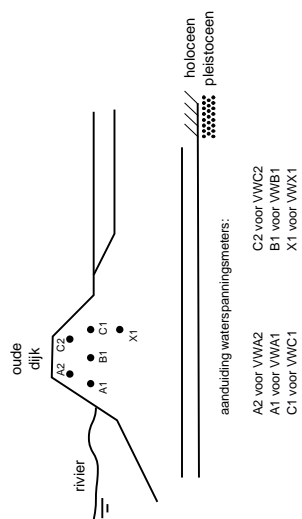 oude
dijk
rivier
A2
C2
A1
B1
C1
X1
holoceen
pleistoceen
aanduiding waterspanningsmeters:
A2 voor VWA2
A1 voor VWA1
C1 voor VWC1
C2 voor VWC2
B1 voor VWB1
X1 voor VWX1